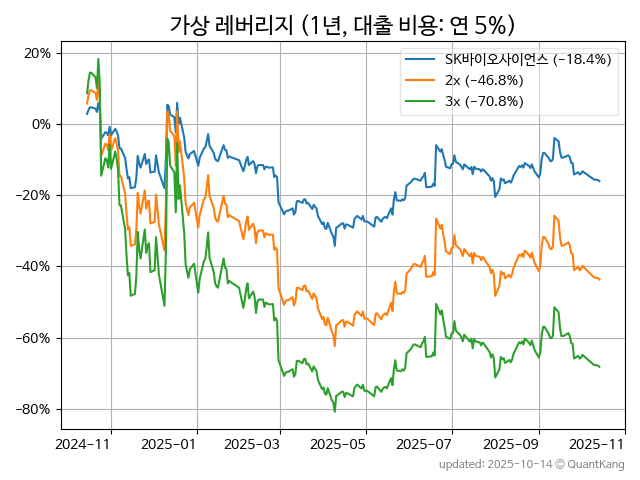 가상 레버리지 (1년, 대출 비용: 연 5%)
SK바이오사이언스 (−18.4%)
2x (−46.8%)
3x (−70.8%)
20%
0%
−20%
−40%
−60%
−80%
2024-11 2025-01 2025-03 2025-05 2025-07 2025-09 2025-11
updated: 2025-10-14 © QuantKang